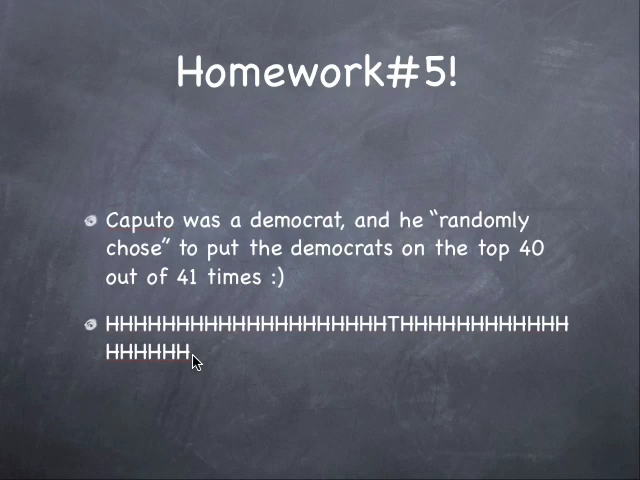 Homework#5!
Caputo was a democrat, and he “randomly
chose” to put the democrats on the top 40
out of 41 times :)
HHHHHHHHHHHHHHHHHHHHTHHHHHHHHHHHH
HHHHHH